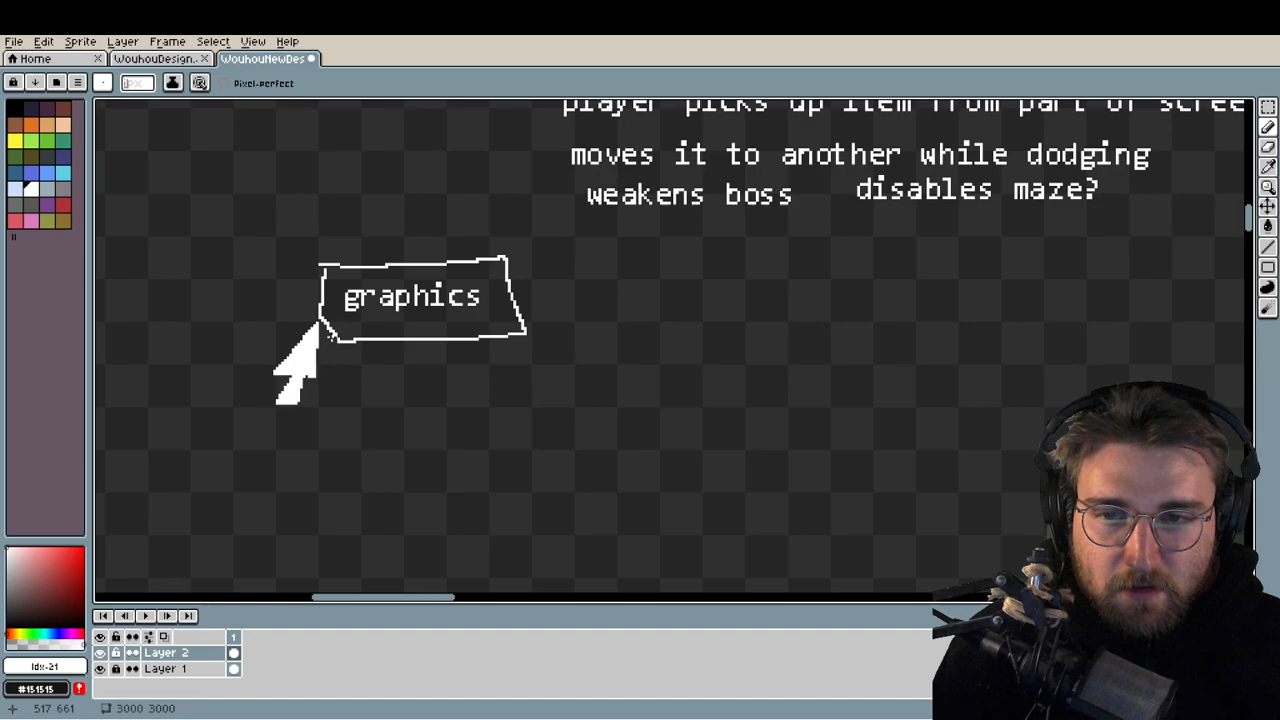 File Edit Sprite Layer Frame Select View Help
Home WouhouDesign. WouhouNewDes
Pixel-perfect
player picks up item from part of scree
moves it to another while dodging
weakens boss disables maze?
graphics
1
Layer 2
Layer 1
Idx-21
#151515
517 661 3000 3000